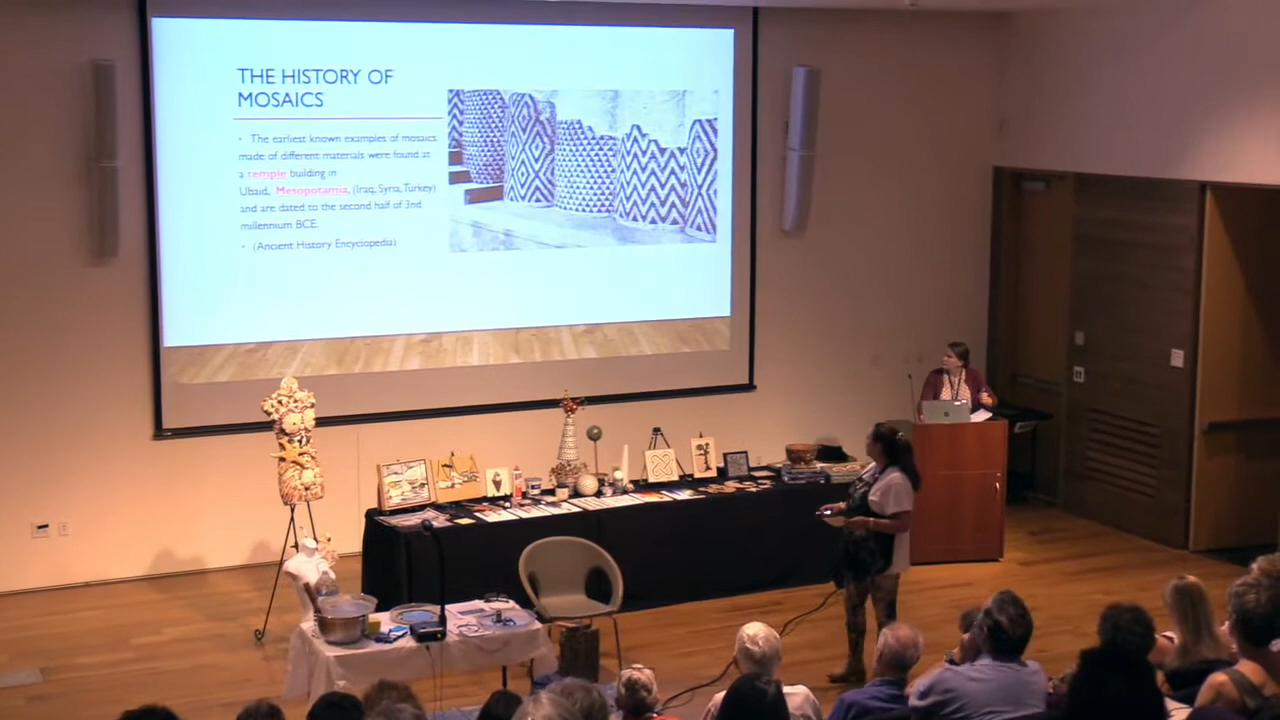 THE HISTORY OF
MOSAICS
• The earliest known examples of mosaics
made of different materials were found at
a temple building in
Ubaid, Mesopotamia, (Iraq, Syria, Turkey)
and are dated to the second half of 3nd
millennium BCE.
• (Ancient History Encyclopedia)